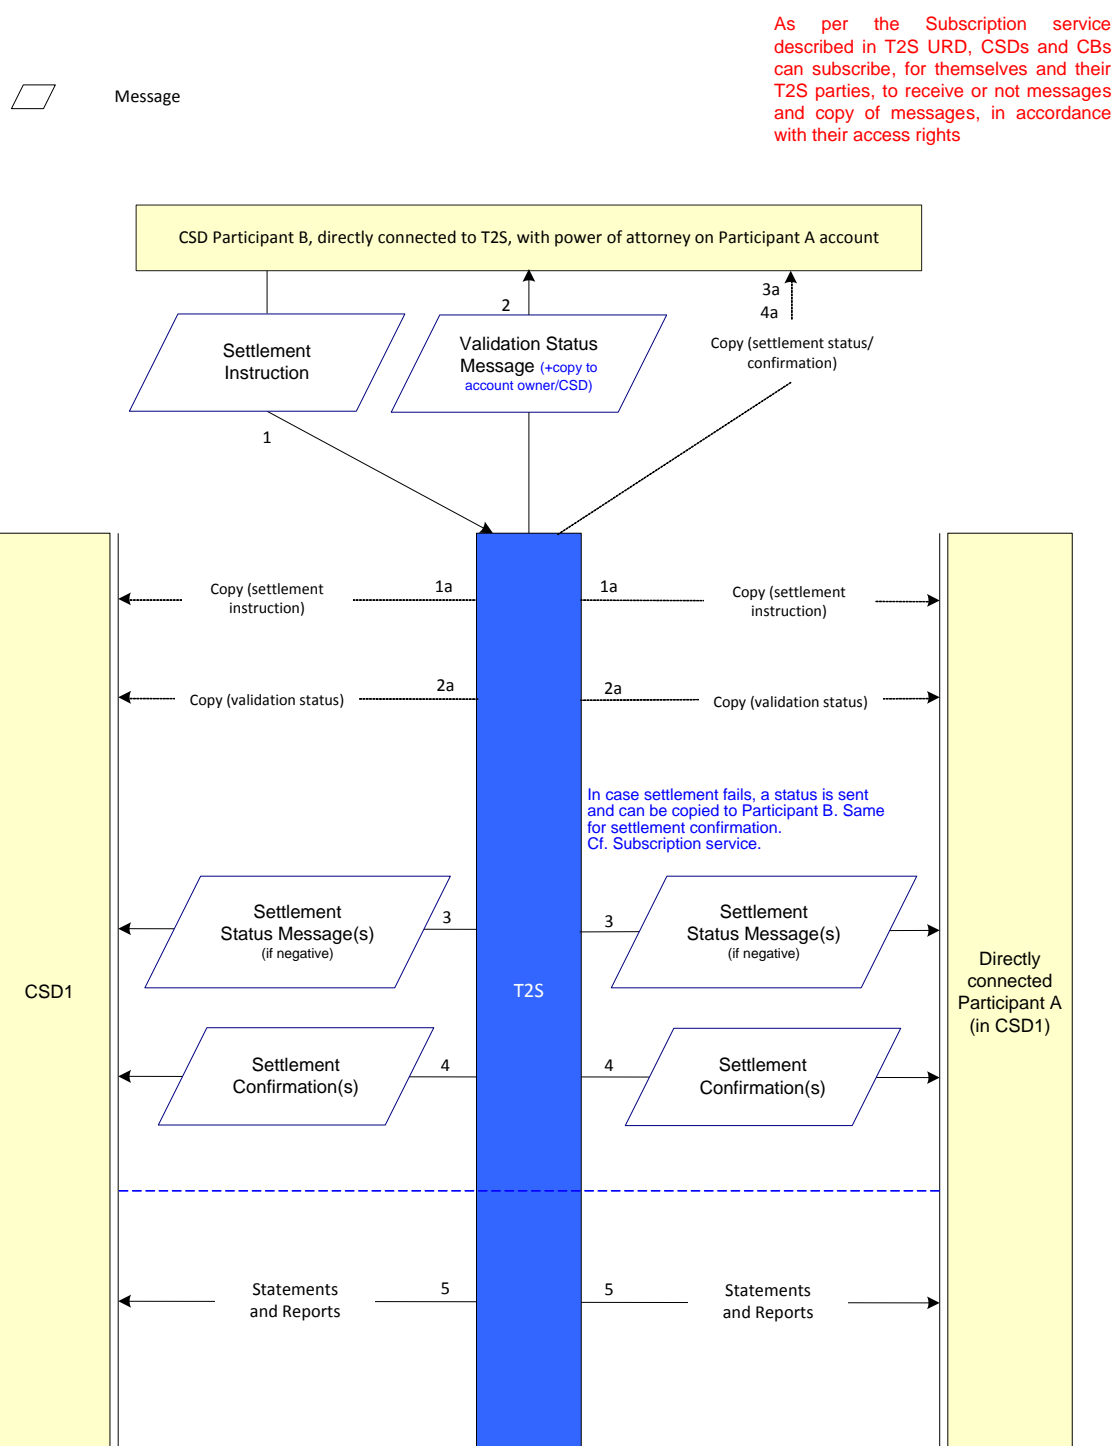 As per the Subscription service
described in T2S URD, CSDs and CBs
can subscribe, for themselves and their
T2S parties, to receive or not messages
and copy of messages, in accordance
with their access rights
Message
CSD Participant B, directly connected to T2S, with power of attorney on Participant A account
Settlement
Instruction
1
2
Validation Status
Message (+copy to
account owner/CSD)
3a
4a
Copy (settlement status/
confirmation)
1a
Copy (settlement
instruction)
1a
Copy (settlement
instruction)
2a
Copy (validation status)
2a
Copy (validation status)
In case settlement fails, a status is sent
and can be copied to Participant B. Same
for settlement confirmation.
Cf. Subscription service.
Settlement
Status Message(s)
(if negative)
3
3
Settlement
Status Message(s)
(if negative)
CSD1
T2S
Directly
connected
Participant A
(in CSD1)
Settlement
Confirmation(s)
4
4
Settlement
Confirmation(s)
Statements
and Reports
5
5
Statements
and Reports